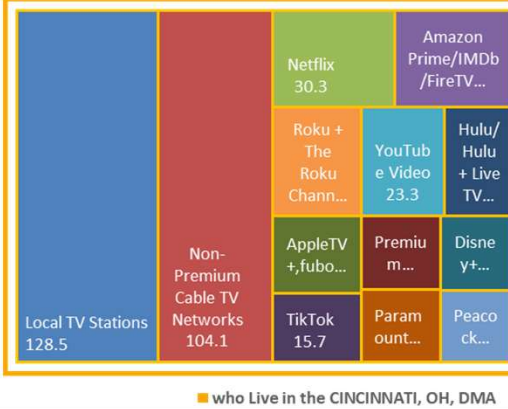 Local TV Stations
128.5
Non-
Premium
Cable TV
Networks
104.1
Netflix
30.3
Amazon
Prime/IMDb
/FireTV...
Roku +
The
Roku
Chann...
YouTub
e Video
23.3
Hulu/
Hulu
+ Live
TV...
AppleTV
+,fubo...
Premiu
m...
Disne
y+...
TikTok
15.7
Param
ount...
Peaco
ck...
who Live in the CINCINNATI, OH, DMA